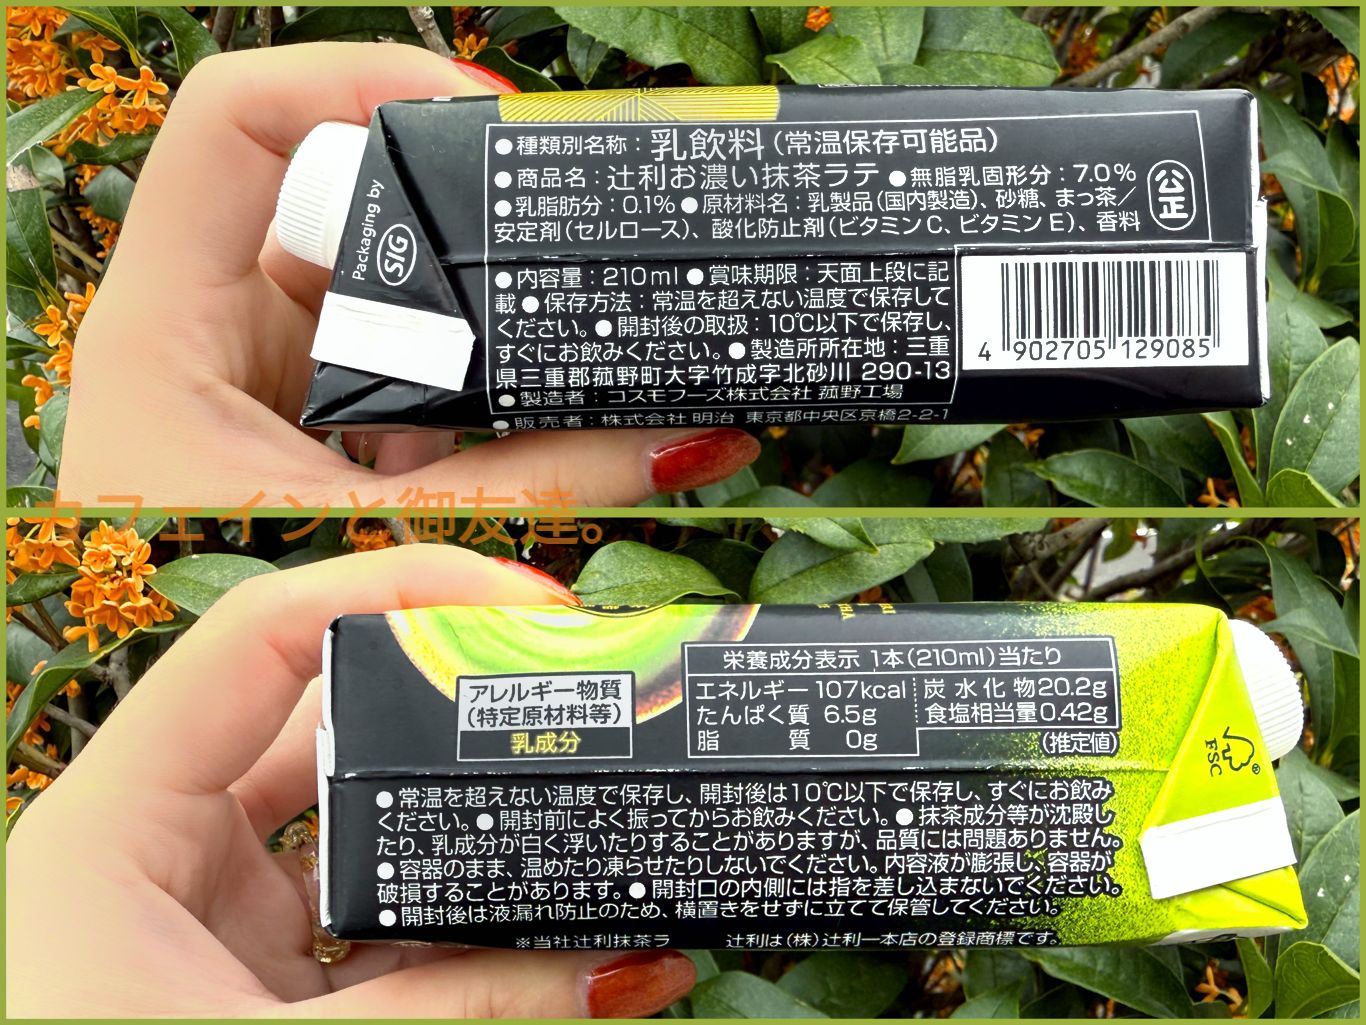 Packaging by
SIG
●種類別名称：乳飲料（常温保存可能品）
●商品名：辻利お濃い抹茶ラテ●無脂乳固形分：7.0%
●乳脂肪分：0.1%●原材料名：乳製品（国内製造）、砂糖、まっ茶／
安定剤（セルロース）、酸化防止剤（ビタミンC、ビタミンE）、香料
公正
●内容量：210ml●賞味期限：天面上段に記
載●保存方法：常温を超えない温度で保存して
ください。●開封後の取扱：10℃以下で保存し、
すぐにお飲みください。●製造所所在地：三重
県三重郡菰野町大字竹成字北砂川 290-13
●製造者：コスモフーズ株式会社 菰野工場
●販売者：株式会社 明治 東京都中央区京橋2-2-1
4 902705 129085
カフェインと御友達。
アレルギー物質
（特定原材料等）
乳成分
栄養成分表示 1本（210ml）当たり
エネルギー 107kcal 炭水化物 20.2g
たんぱく質 6.5g 食塩相当量 0.42g
脂質 0g
（推定値）
FSC®
●常温を超えない温度で保存し、開封後は10℃以下で保存し、すぐにお飲み
ください。●開封前によく振ってからお飲みください。●抹茶成分等が沈殿し
たり、乳成分が白く浮いたりすることがありますが、品質には問題ありません。
●容器のまま、温めたり凍らせたりしないでください。内容液が膨張し、容器が
破損することがあります。●開封口の内側には指を差し込まないでください。
●開封後は液漏れ防止のため、横置きをせずに立てて保管してください。
※当社辻利抹茶ラ 辻利は（株）辻利一本店の登録商標です。